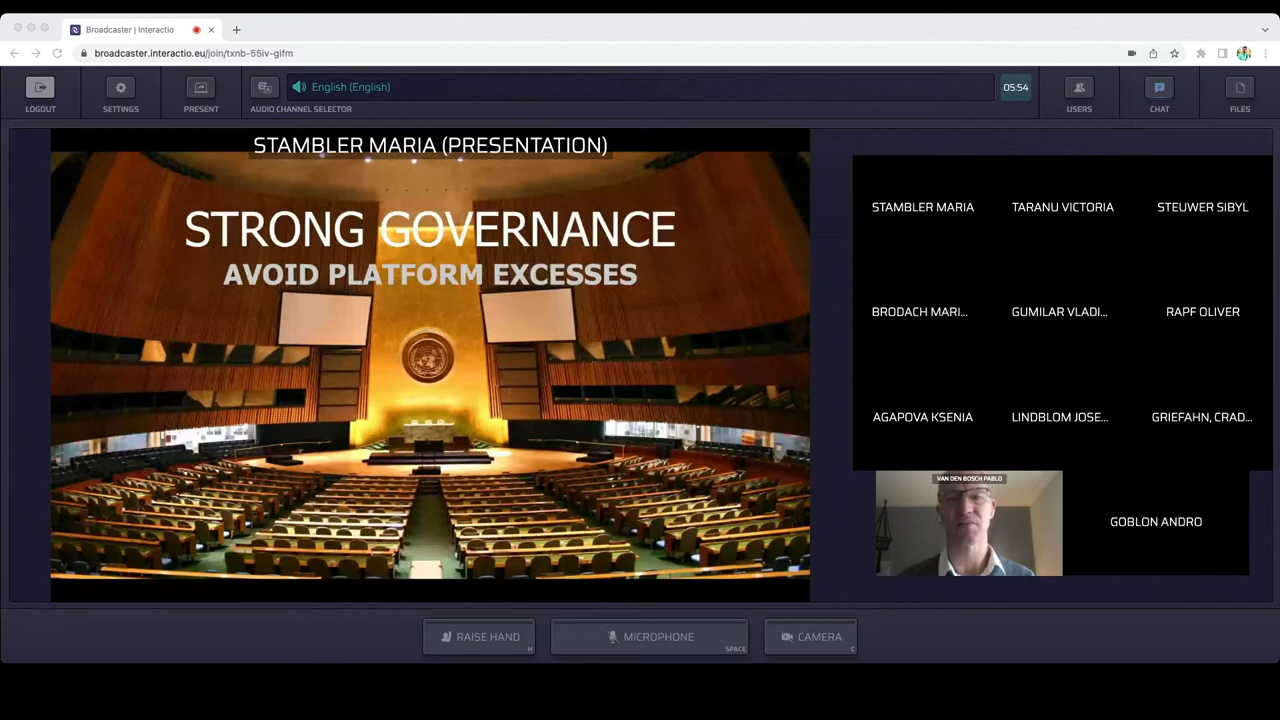 Broadcaster | Interactio
broadcaster.interactio.eu/join/txnb-55iv-glfm
LOGOUT
SETTINGS
PRESENT
AUDIO CHANNEL SELECTOR
English (English)
05:54
USERS
CHAT
FILES
STAMBLER MARIA (PRESENTATION)
STRONG GOVERNANCE
AVOID PLATFORM EXCESSES
STAMBLER MARIA
TARANU VICTORIA
STEUWER SIBYL
BRODACH MARI...
GUMILAR VLADI...
RAPF OLIVER
AGAPOVA KSENIA
LINDBLOM JOSE...
GRIEFAHN, CRAD...
VAN DEN BOSCH PABLO
GOBLON ANDRO
RAISE HAND
H
MICROPHONE
SPACE
CAMERA
C